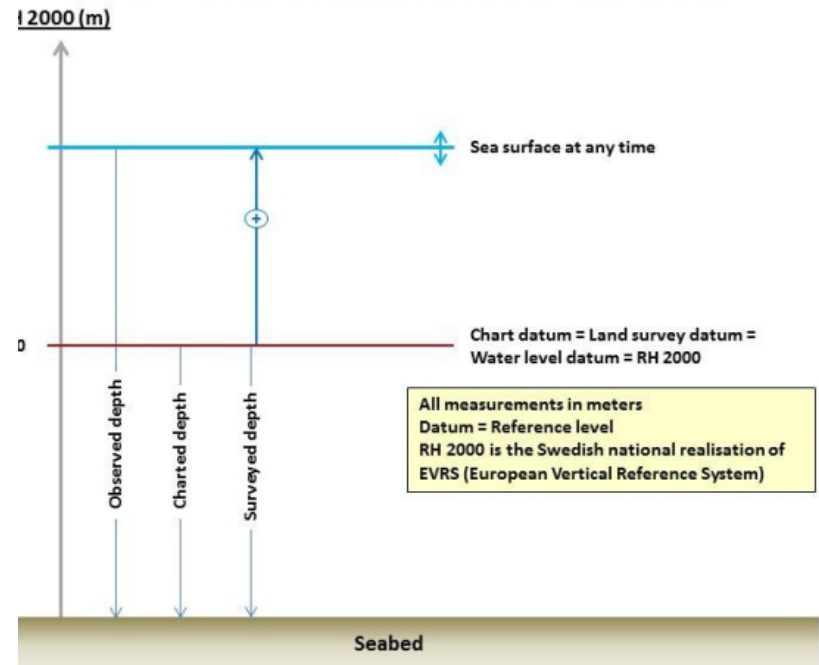 H 2000 (m)
Sea surface at any time
+
0
Chart datum = Land survey datum =
Water level datum = RH 2000
Observed depth
Charted depth
Surveyed depth
All measurements in meters
Datum = Reference level
RH 2000 is the Swedish national realisation of
EVRS (European Vertical Reference System)
Seabed